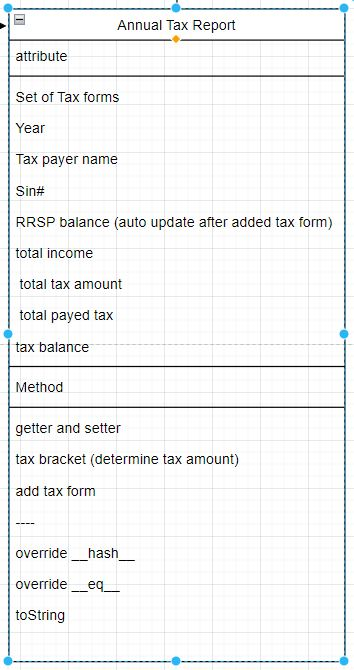 Annual Tax Report
attribute
Set of Tax forms
Year
Tax payer name
Sin#
RRSP balance (auto update after added tax form)
total income
total tax amount
total payed tax
tax balance
Method
getter and setter
tax bracket (determine tax amount)
add tax form
----
override __hash__
override __eq__
toString